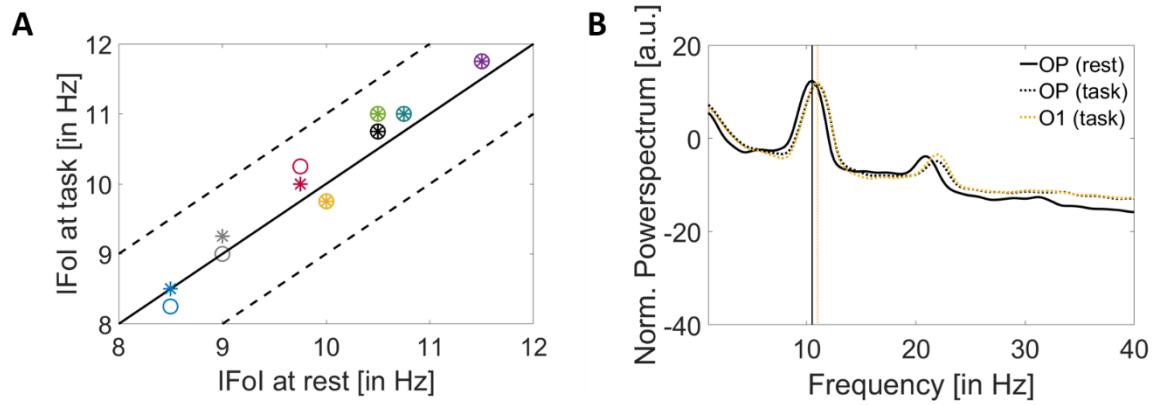 A
IFoI at task [in Hz]
12
11
10
9
8
8 9 10 11 12
IFoI at rest [in Hz]
B
Norm. Powerspectrum [a.u.]
20
0
-20
-40
10 20 30 40
Frequency [in Hz]
OP (rest)
OP (task)
O1 (task)